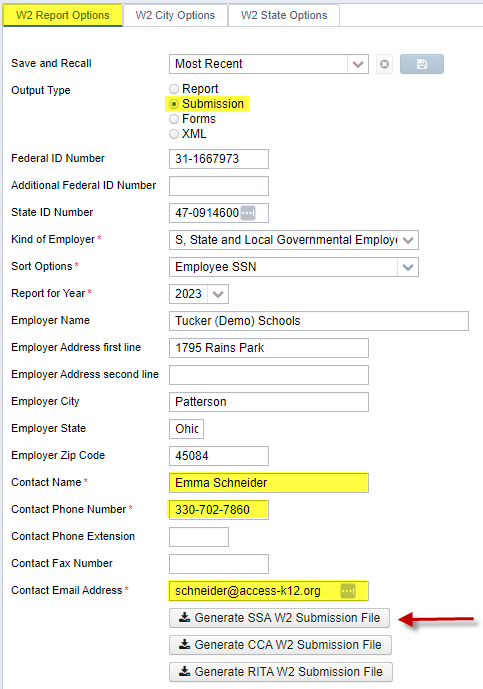 W2 Report Options W2 City Options W2 State Options
Save and Recall Most Recent
Output Type Report
Submission
Forms
XML
Federal ID Number 31-1667973
Additional Federal ID Number
State ID Number 47-0914600
Kind of Employer * S, State and Local Governmental Employe
Sort Options * Employee SSN
Report for Year * 2023
Employer Name Tucker (Demo) Schools
Employer Address first line 1795 Rains Park
Employer Address second line
Employer City Patterson
Employer State Ohio
Employer Zip Code 45084
Contact Name * Emma Schneider
Contact Phone Number * 330-702-7860
Contact Phone Extension
Contact Fax Number
Contact Email Address * schneider@access-k12.org
Generate SSA W2 Submission File
Generate CCA W2 Submission File
Generate RITA W2 Submission File